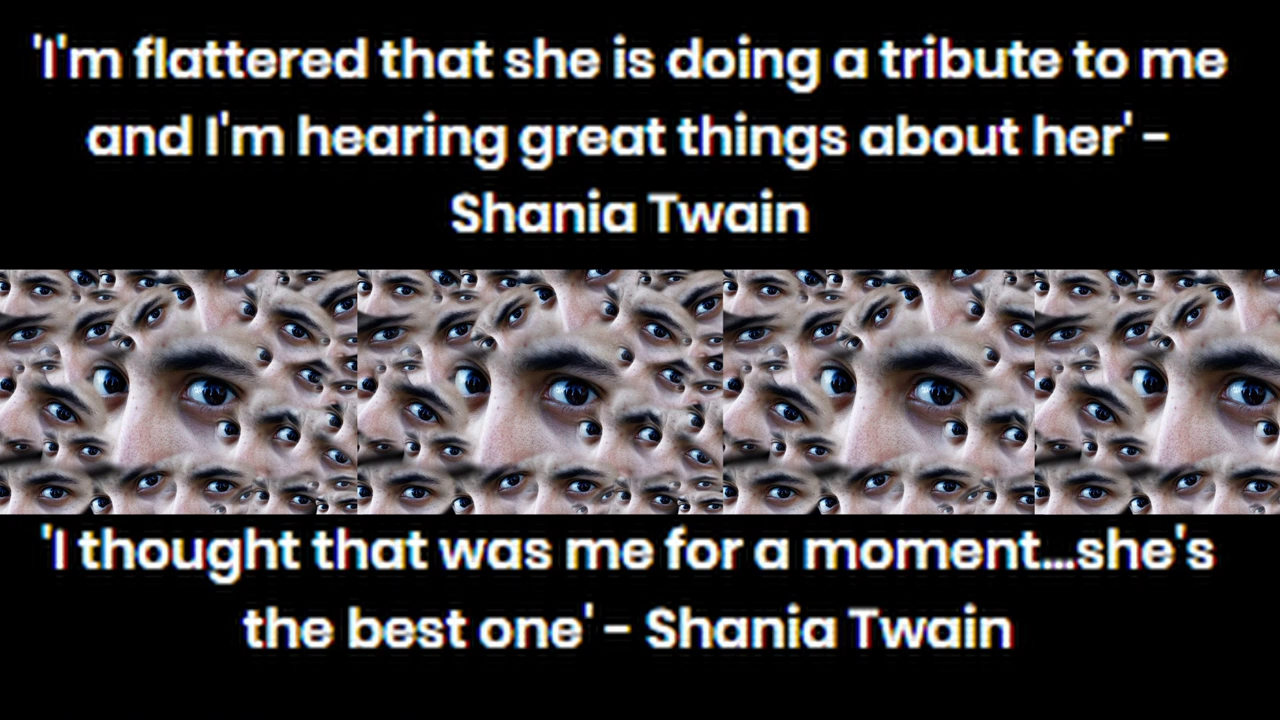 'I'm flattered that she is doing a tribute to me
and I'm hearing great things about her' –
Shania Twain
'I thought that was me for a moment...she's
the best one' – Shania Twain